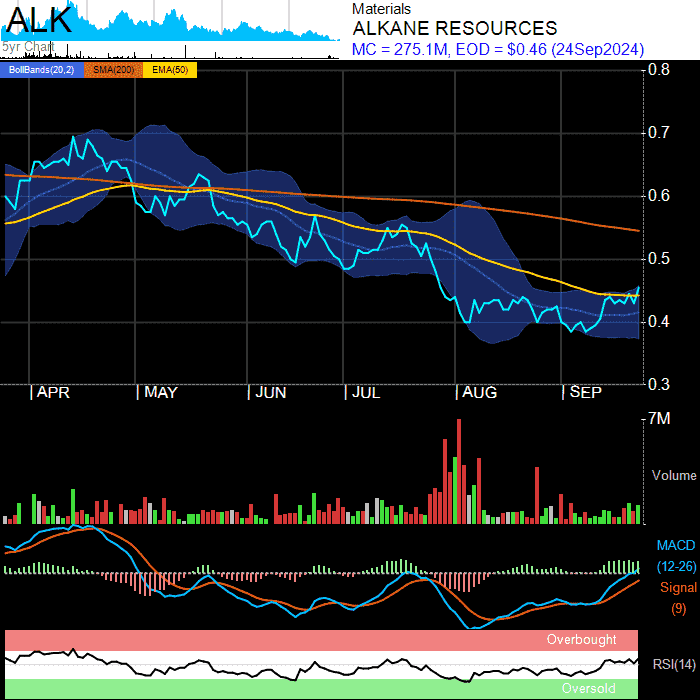 ALK
5yr Chart
Materials
ALKANE RESOURCES
MC = 275.1M, EOD = $0.46 (24Sep2024)
BollBands(20,2) SMA(200) EMA(50)
0.8
0.7
0.6
0.5
0.4
0.3
APR MAY JUN JUL AUG SEP
7M
Volume
MACD
(12-26)
Signal
(9)
Overbought
RSI(14)
Oversold